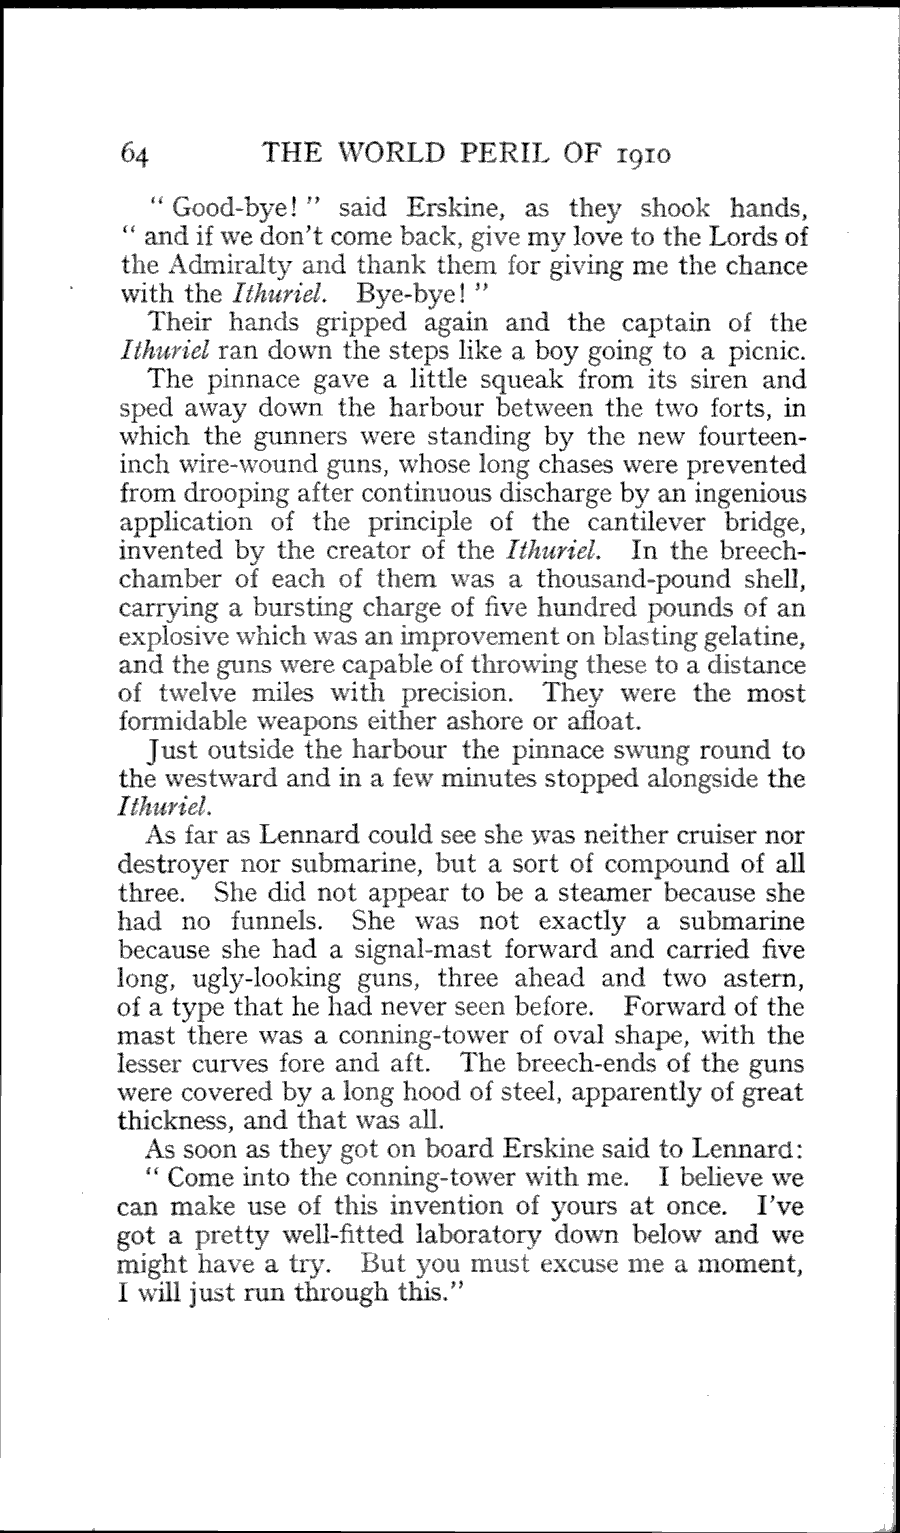 64 THE WORLD PERIL OF 1910
" Good-bye! " said Erskine, as they shook hands,
" and if we don't come back, give my love to the Lords of
the Admiralty and thank them for giving me the chance
with the Ithuriel. Bye-bye! "
Their hands gripped again and the captain of the
Ithuriel ran down the steps like a boy going to a picnic.
The pinnace gave a little squeak from its siren and
sped away down the harbour between the two forts, in
which the gunners were standing by the new fourteen-
inch wire-wound guns, whose long chases were prevented
from drooping after continuous discharge by an ingenious
application of the principle of the cantilever bridge,
invented by the creator of the Ithuriel. In the breech-
chamber of each of them was a thousand-pound shell,
carrying a bursting charge of five hundred pounds of an
explosive which was an improvement on blasting gelatine,
and the guns were capable of throwing these to a distance
of twelve miles with precision. They were the most
formidable weapons either ashore or afloat.
Just outside the harbour the pinnace swung round to
the westward and in a few minutes stopped alongside the
Ithuriel.
As far as Lennard could see she was neither cruiser nor
destroyer nor submarine, but a sort of compound of all
three. She did not appear to be a steamer because she
had no funnels. She was not exactly a submarine
because she had a signal-mast forward and carried five
long, ugly-looking guns, three ahead and two astern,
of a type that he had never seen before. Forward of the
mast there was a conning-tower of oval shape, with the
lesser curves fore and aft. The breech-ends of the guns
were covered by a long hood of steel, apparently of great
thickness, and that was all.
As soon as they got on board Erskine said to Lennard:
" Come into the conning-tower with me. I believe we
can make use of this invention of yours at once. I've
got a pretty well-fitted laboratory down below and we
might have a try. But you must excuse me a moment,
I will just run through this."